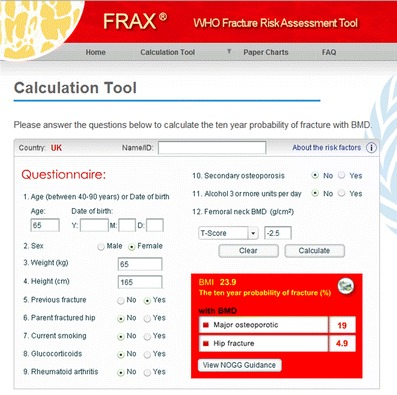 FRAX ® WHO Fracture Risk Assessment Tool
Home Calculation Tool ▼ Paper Charts FAQ
Calculation Tool
Please answer the questions below to calculate the ten year probability of fracture with BMD.
Country: UK Name/ID: About the risk factors i
Questionnaire:
1. Age (between 40-90 years) or Date of birth
Age: Date of birth:
65 Y: M: D:
2. Sex Male Female
3. Weight (kg) 65
4. Height (cm) 165
5. Previous fracture No Yes
6. Parent fractured hip No Yes
7. Current smoking No Yes
8. Glucocorticoids No Yes
9. Rheumatoid arthritis No Yes
10. Secondary osteoporosis No Yes
11. Alcohol 3 or more units per day No Yes
12. Femoral neck BMD (g/cm²)
T-Score -2.5
Clear Calculate
BMI 23.9
The ten year probability of fracture (%)
with BMD
Major osteoporotic 19
Hip fracture 4.9
View NOGG Guidance